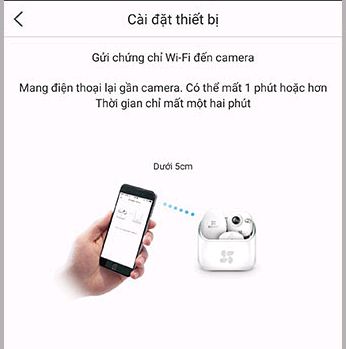 Cài đặt thiết bị
Gửi chứng chỉ Wi-Fi đến camera
Mang điện thoại lại gần camera. Có thể mất 1 phút hoặc hơn
Thời gian chỉ mất một hai phút
Dưới 5cm